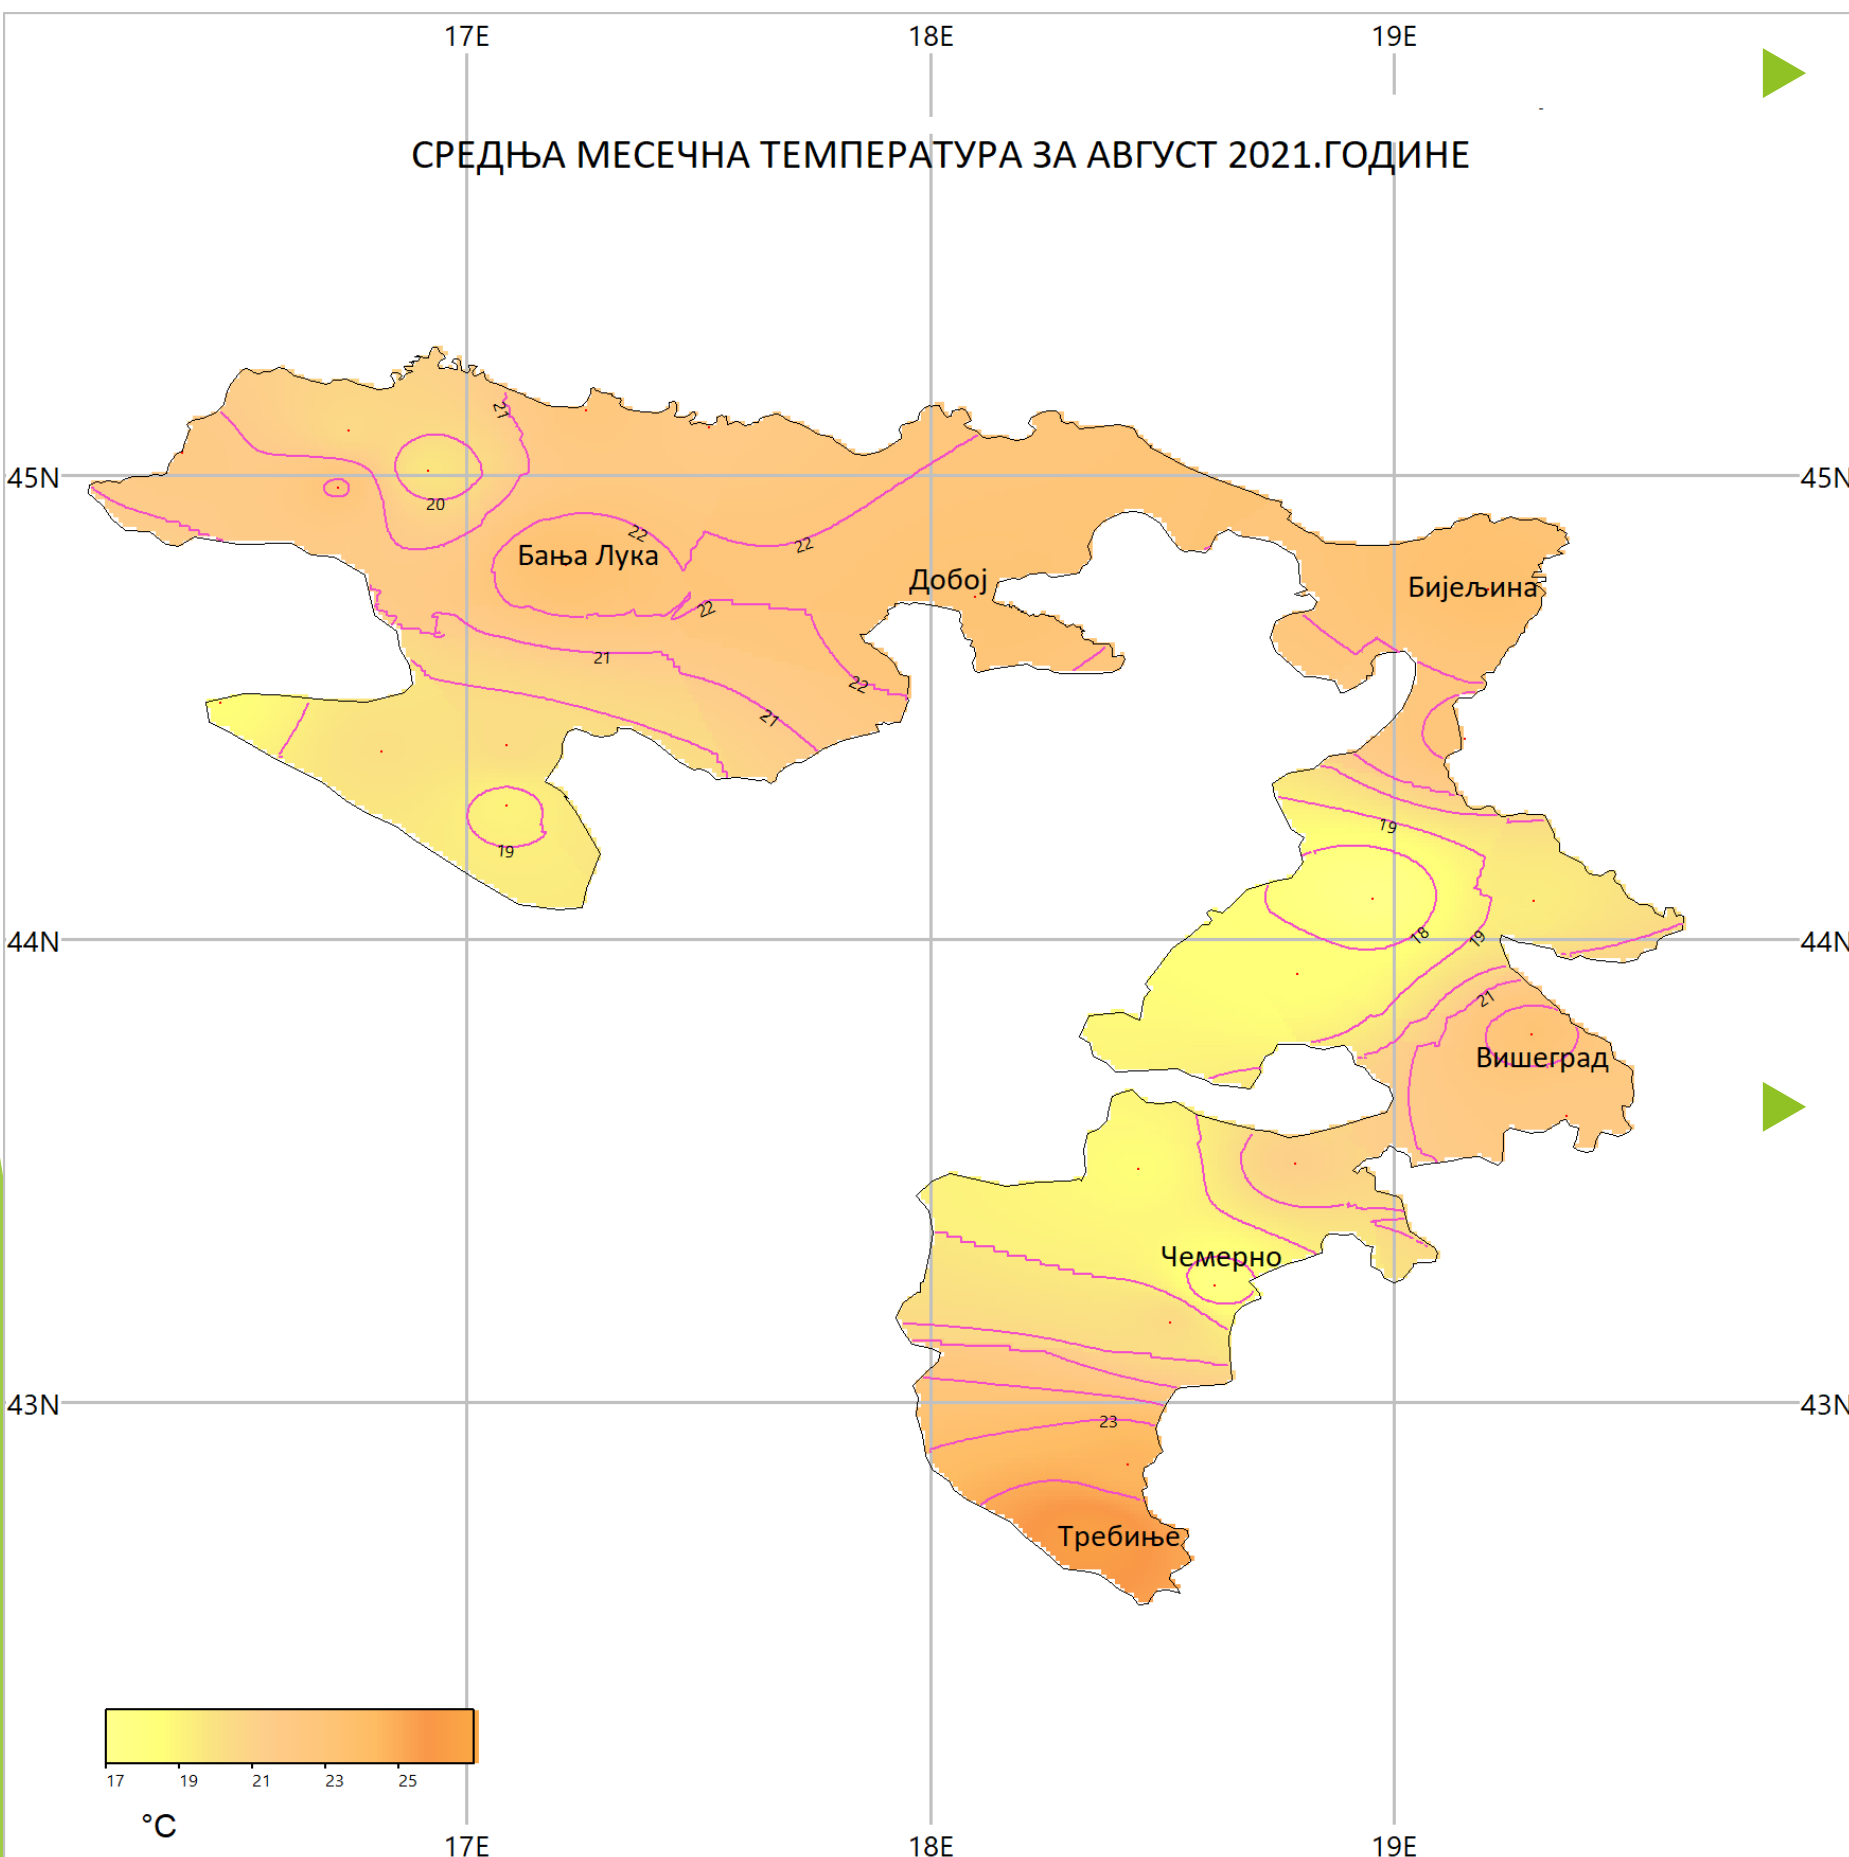 17E 18E 19E
СРЕДЊА МЕСЕЧНА ТЕМПЕРАТУРА ЗА АВГУСТ 2021.ГОДИНЕ
21
45N 45N
20
22
Бања Лука
22
Добој
Бијељина
22
21
22
21
19
19
44N 44N
18
19
21
Вишеград
Чемерно
43N 43N
23
Требиње
17 19 21 23 25
°C
17E 18E 19E